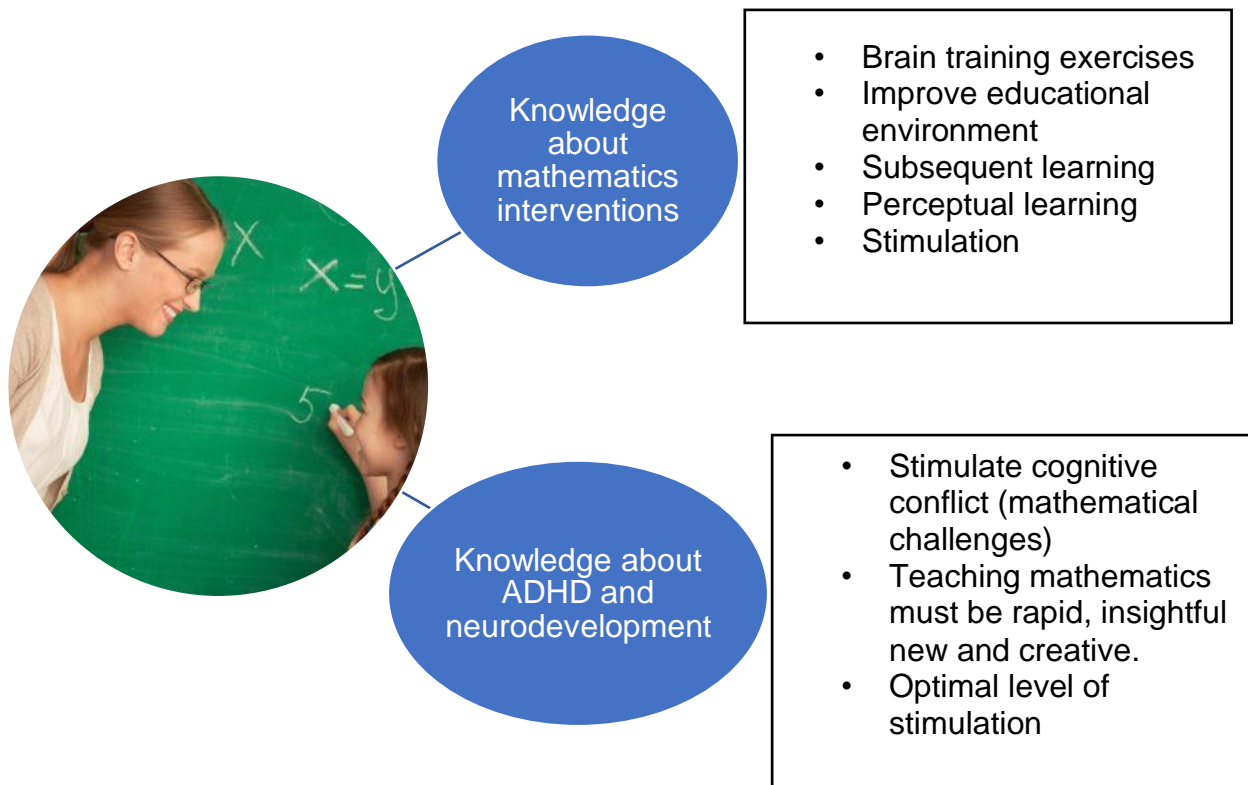 Knowledge
about
mathematics
interventions
• Brain training exercises
• Improve educational
environment
• Subsequent learning
• Perceptual learning
• Stimulation
X
X=y
5
Knowledge about
ADHD and
neurodevelopment
• Stimulate cognitive
conflict (mathematical
challenges)
• Teaching mathematics
must be rapid, insightful
new and creative.
• Optimal level of
stimulation